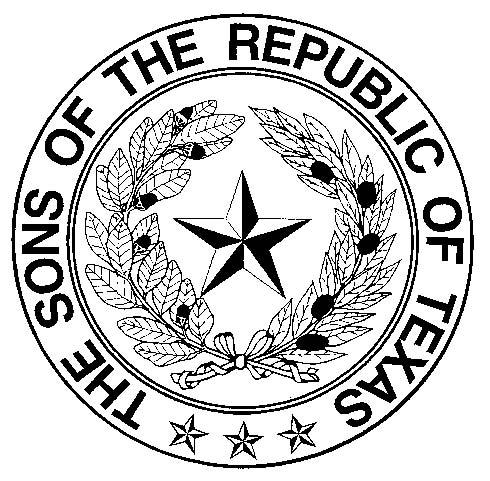 THE SONS OF THE REPUBLIC OF TEXAS